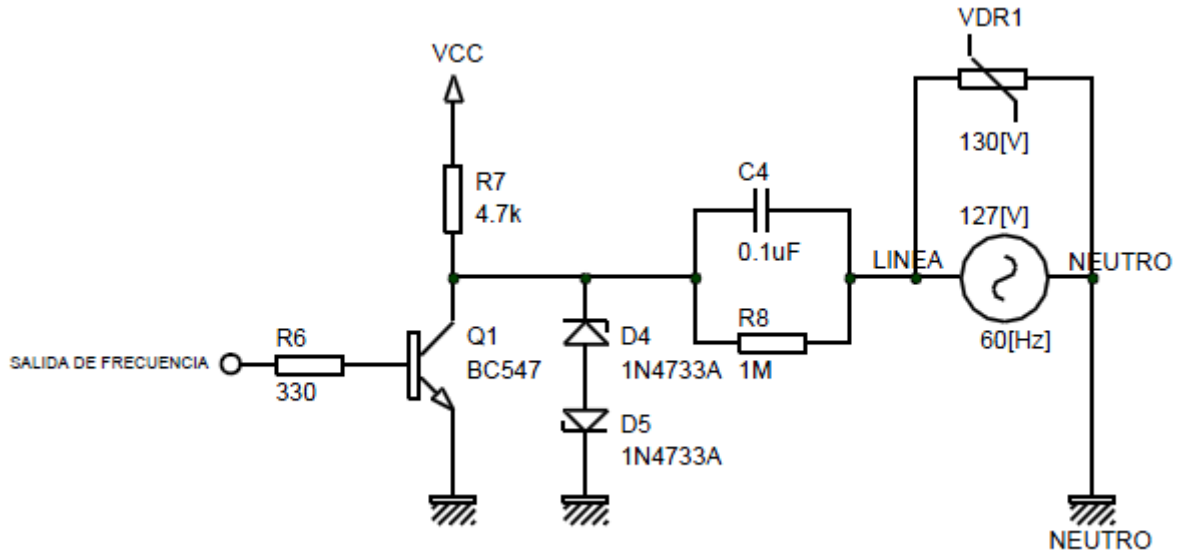 VCC
R7
4.7k
SALIDA DE FRECUENCIA
R6
330
Q1
BC547
D4
1N4733A
D5
1N4733A
C4
0.1uF
R8
1M
LINEA
VDR1
130[V]
127[V]
60[Hz]
NEUTRO
NEUTRO